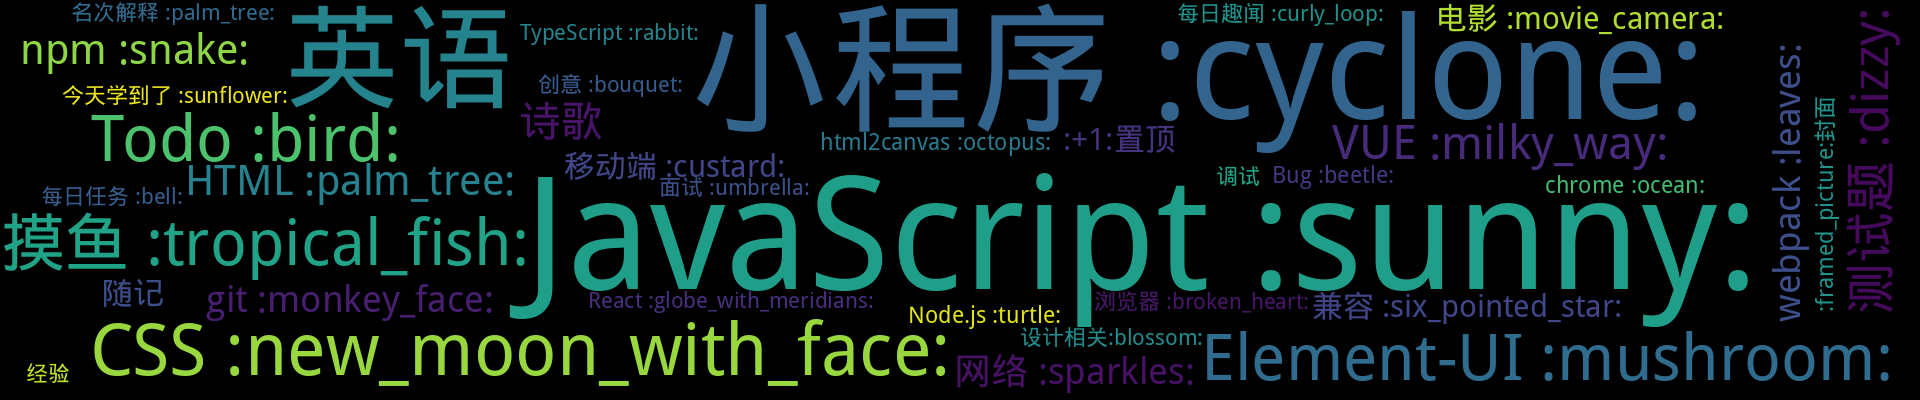 名次解释 :palm_tree:
npm :snake:
英语
TypeScript :rabbit:
小程序 :cyclone:
每日趣闻 :curly_loop:
电影 :movie_camera:
今天学到了 :sunflower:
创意 :bouquet:
诗歌
Todo :bird:
html2canvas :octopus:
:+1:置顶
VUE :milky_way:
移动端 :custard:
每日任务 :bell:
HTML :palm_tree:
面试 :umbrella:
调试
Bug :beetle:
chrome :ocean:
webpack :leaves:
:framed_picture:封面
测试题 :dizzy:
摸鱼 :tropical_fish:
JavaScript :sunny:
随记
git :monkey_face:
React :globe_with_meridians:
Node.js :turtle:
浏览器 :broken_heart:
兼容 :six_pointed_star:
CSS :new_moon_with_face:
设计相关:blossom:
经验
网络 :sparkles:
Element-UI :mushroom: